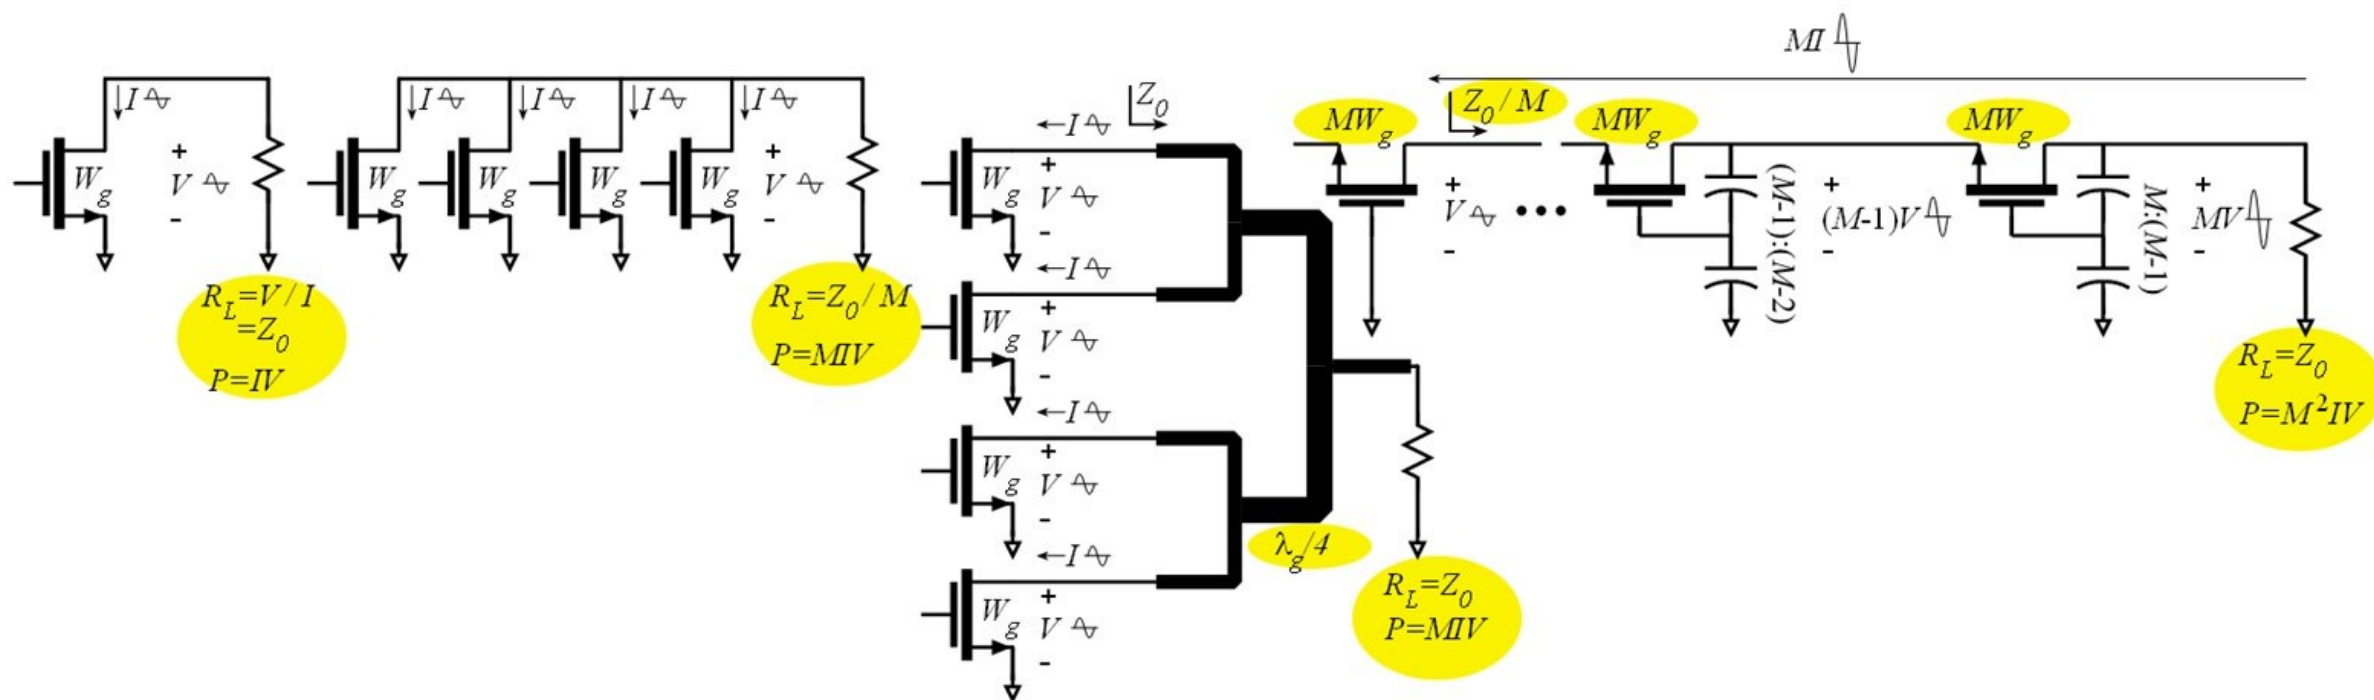 I
W_g
+
V
-
R_L=V/I
=Z_0
P=IV
I I I I
W_g W_g W_g W_g
+
V
-
R_L=Z_0/M
P=MIV
I
Z_0
W_g
+
V
-
I
W_g
+
V
-
I
W_g
+
V
-
I
W_g
+
V
-
λ_g/4
R_L=Z_0
P=MIV
MI
MW_g
Z_0/M
+
V
-
•••
MW_g
(M-1):(M-2)
+
(M-1)V
-
MW_g
M:(M-1)
+
MV
-
R_L=Z_0
P=M²IV